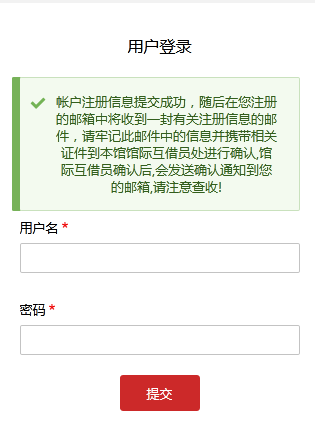 用户登录
帐户注册信息提交成功，随后在您注册
的邮箱中将收到一封有关注册信息的邮
件，请牢记此邮件中的信息并携带相关
证件到本馆馆际互借员处进行确认,馆
际互借员确认后,会发送确认通知到您
的邮箱,请注意查收!
用户名 *
密码 *
提交